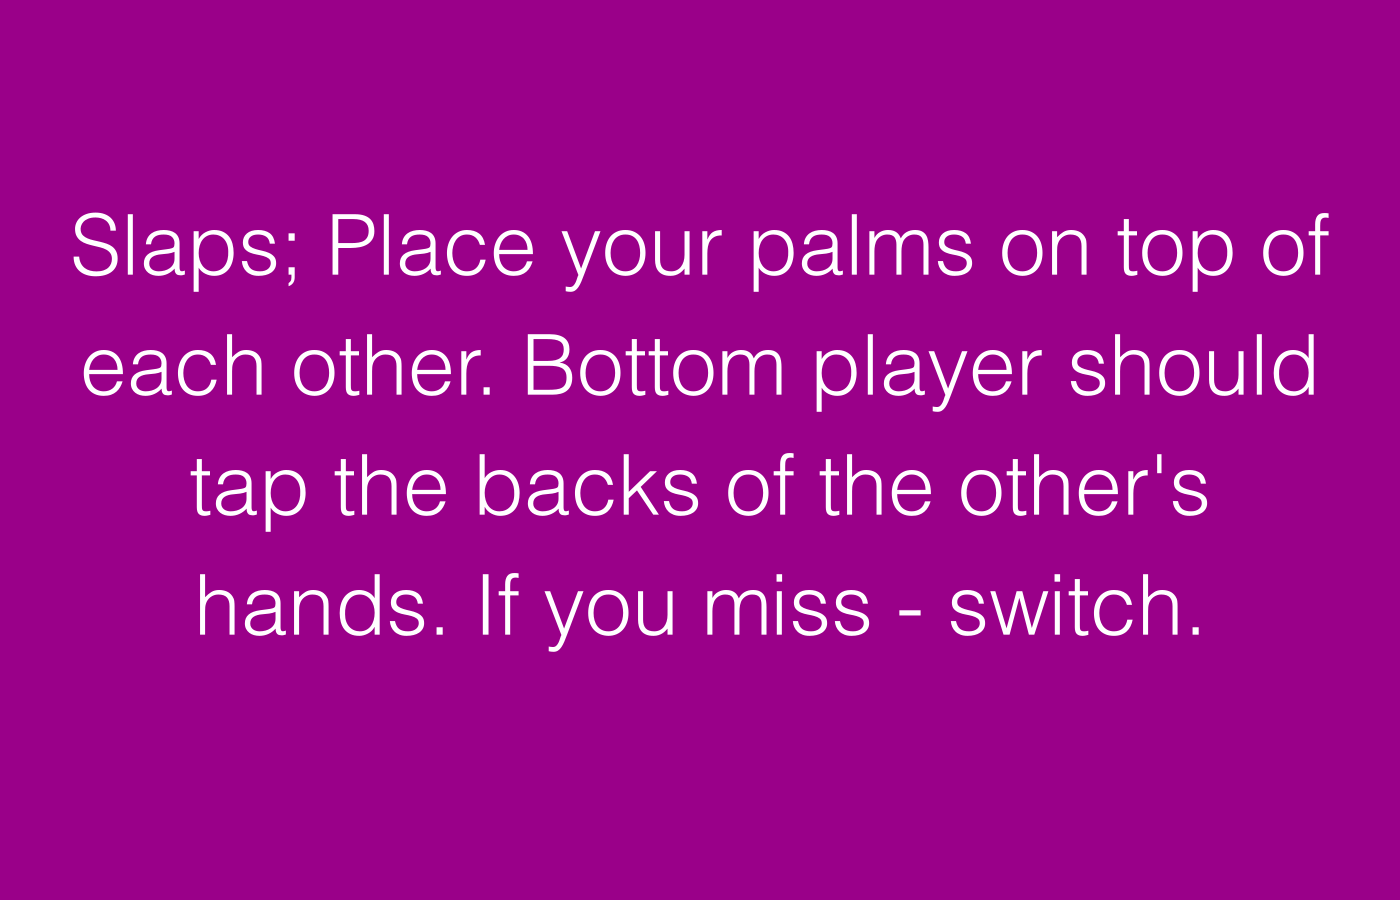 Slaps; Place your palms on top of
each other. Bottom player should
tap the backs of the other's
hands. If you miss - switch.